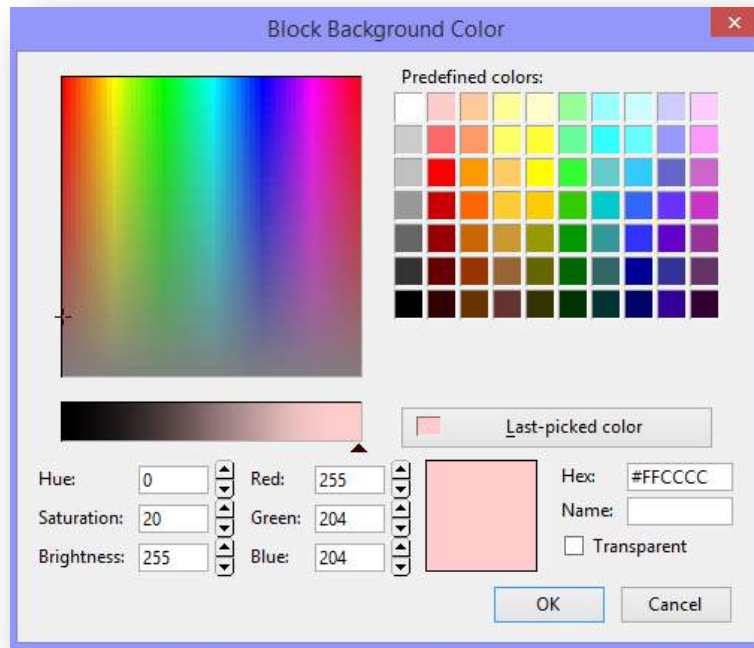 Block Background Color
Predefined colors:
Last-picked color
Hue: 0 Red: 255 Hex: #FFCCCC
Saturation: 20 Green: 204 Name:
Brightness: 255 Blue: 204 Transparent
OK Cancel